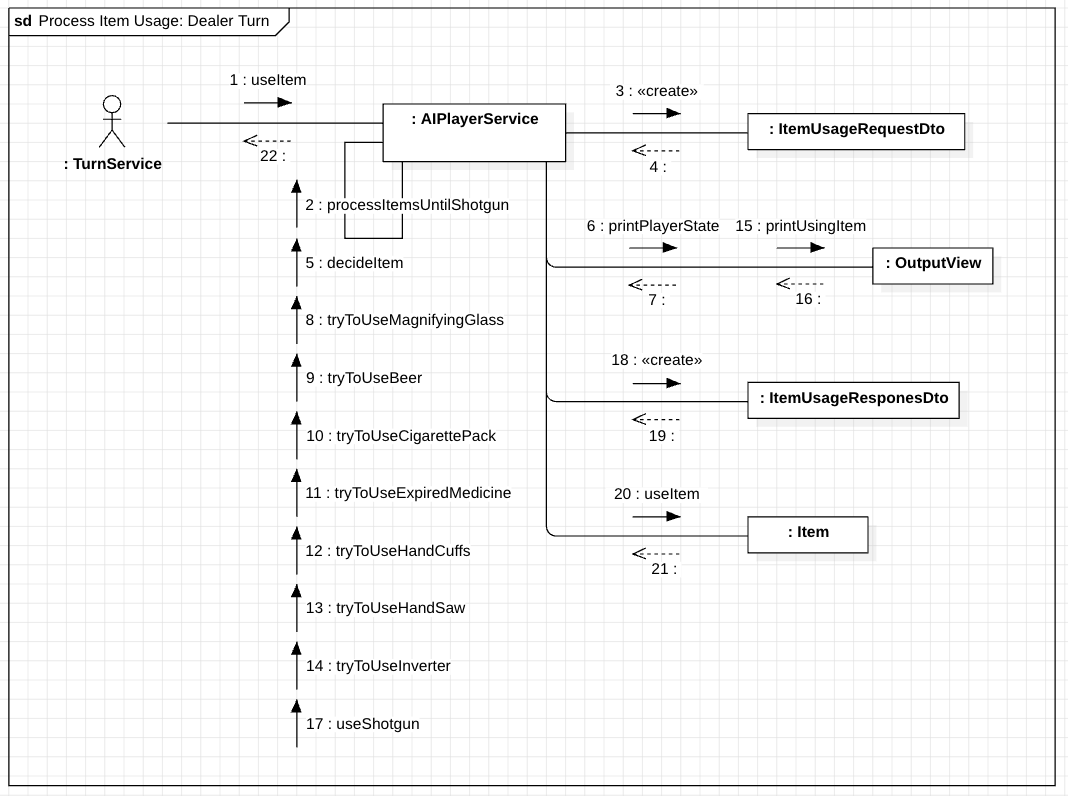 sd Process Item Usage: Dealer Turn
1 : useItem
3 : «create»
: AIPlayerService
: ItemUsageRequestDto
22 :
4 :
: TurnService
2 : processItemsUntilShotgun
6 : printPlayerState
15 : printUsingItem
5 : decideItem
: OutputView
7 :
16 :
8 : tryToUseMagnifyingGlass
18 : «create»
9 : tryToUseBeer
: ItemUsageResponesDto
10 : tryToUseCigarettePack
19 :
11 : tryToUseExpiredMedicine
20 : useItem
: Item
12 : tryToUseHandCuffs
21 :
13 : tryToUseHandSaw
14 : tryToUseInverter
17 : useShotgun